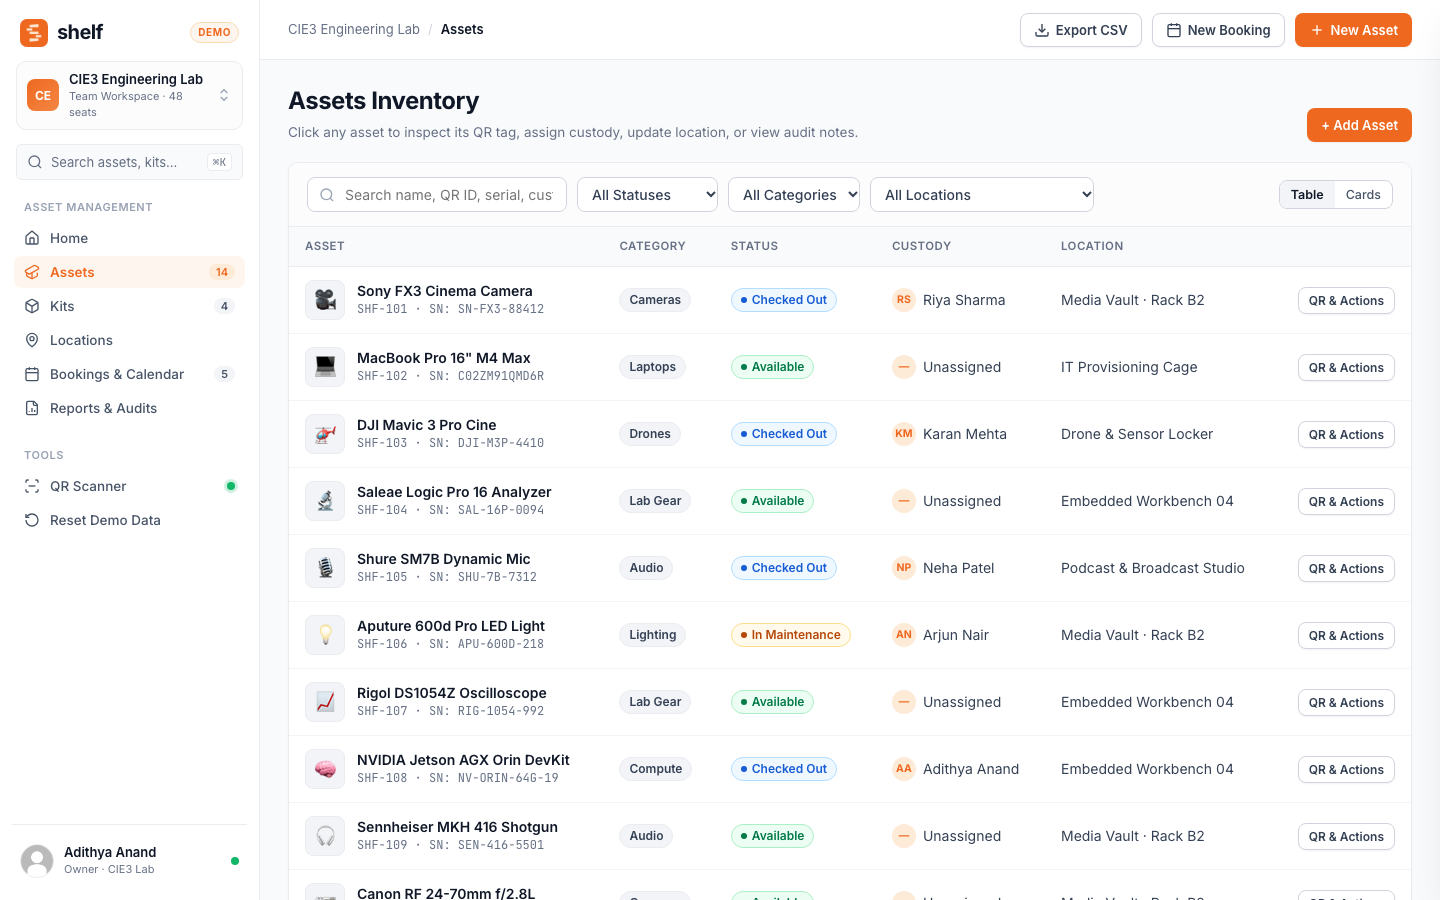 shelf
DEMO
CE
CIE3 Engineering Lab
Team Workspace · 48
seats
Search assets, kits...
⌘K
ASSET MANAGEMENT
Home
Assets 14
Kits 4
Locations
Bookings & Calendar 5
Reports & Audits
TOOLS
QR Scanner
Reset Demo Data
Adithya Anand
Owner · CIE3 Lab
CIE3 Engineering Lab / Assets
Export CSV
New Booking
+ New Asset
Assets Inventory
Click any asset to inspect its QR tag, assign custody, update location, or view audit notes.
+ Add Asset
Search name, QR ID, serial, cus
All Statuses
All Categories
All Locations
Table Cards
ASSET CATEGORY STATUS CUSTODY LOCATION
Sony FX3 Cinema Camera
SHF-101 · SN: SN-FX3-88412
Cameras Checked Out RS Riya Sharma Media Vault · Rack B2 QR & Actions
MacBook Pro 16" M4 Max
SHF-102 · SN: C02ZM91QMD6R
Laptops Available — Unassigned IT Provisioning Cage QR & Actions
DJI Mavic 3 Pro Cine
SHF-103 · SN: DJI-M3P-4410
Drones Checked Out KM Karan Mehta Drone & Sensor Locker QR & Actions
Saleae Logic Pro 16 Analyzer
SHF-104 · SN: SAL-16P-0094
Lab Gear Available — Unassigned Embedded Workbench 04 QR & Actions
Shure SM7B Dynamic Mic
SHF-105 · SN: SHU-7B-7312
Audio Checked Out NP Neha Patel Podcast & Broadcast Studio QR & Actions
Aputure 600d Pro LED Light
SHF-106 · SN: APU-600D-218
Lighting In Maintenance AN Arjun Nair Media Vault · Rack B2 QR & Actions
Rigol DS1054Z Oscilloscope
SHF-107 · SN: RIG-1054-992
Lab Gear Available — Unassigned Embedded Workbench 04 QR & Actions
NVIDIA Jetson AGX Orin DevKit
SHF-108 · SN: NV-ORIN-64G-19
Compute Checked Out AA Adithya Anand Embedded Workbench 04 QR & Actions
Sennheiser MKH 416 Shotgun
SHF-109 · SN: SEN-416-5501
Audio Available — Unassigned Media Vault · Rack B2 QR & Actions
Canon RF 24-70mm f/2.8L